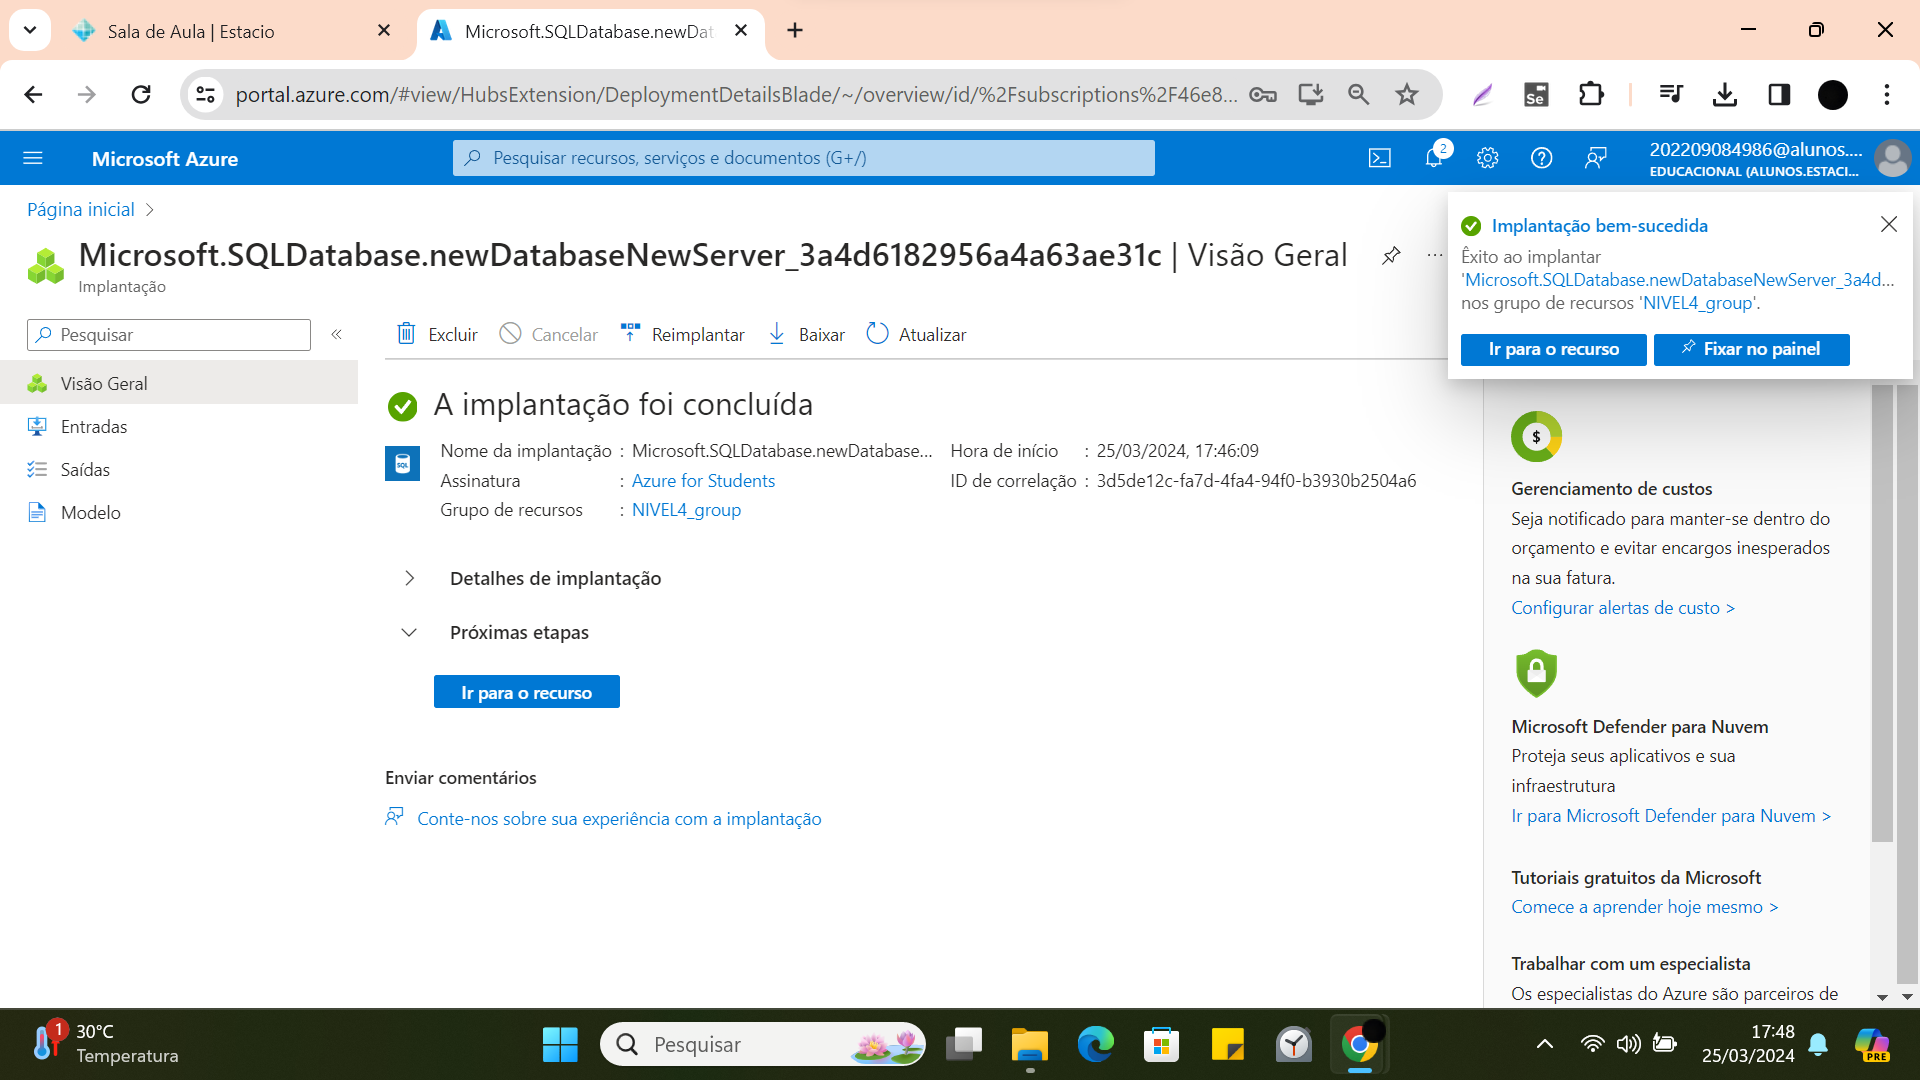 Sala de Aula | Estacio
Microsoft.SQLDatabase.newDat
portal.azure.com/#view/HubsExtension/DeploymentDetailsBlade/~/overview/id/%2Fsubscriptions%2F46e8...
Se
Microsoft Azure
Pesquisar recursos, serviços e documentos (G+/)
2
202209084986@alunos....
EDUCACIONAL (ALUNOS.ESTACI...
Página inicial
Microsoft.SQLDatabase.newDatabaseNewServer_3a4d6182956a4a63ae31c | Visão Geral
Implantação
Implantação bem-sucedida
Êxito ao implantar
'Microsoft.SQLDatabase.newDatabaseNewServer_3a4d...
nos grupo de recursos 'NIVEL4_group'.
Ir para o recurso
Fixar no painel
Pesquisar
Excluir
Cancelar
Reimplantar
Baixar
Atualizar
Visão Geral
Entradas
Saídas
Modelo
A implantação foi concluída
SQL
Nome da implantação : Microsoft.SQLDatabase.newDatabase...
Assinatura : Azure for Students
Grupo de recursos : NIVEL4_group
Hora de início : 25/03/2024, 17:46:09
ID de correlação : 3d5de12c-fa7d-4fa4-94f0-b3930b2504a6
Detalhes de implantação
Próximas etapas
Ir para o recurso
Enviar comentários
Conte-nos sobre sua experiência com a implantação
$
Gerenciamento de custos
Seja notificado para manter-se dentro do
orçamento e evitar encargos inesperados
na sua fatura.
Configurar alertas de custo >
Microsoft Defender para Nuvem
Proteja seus aplicativos e sua
infraestrutura
Ir para Microsoft Defender para Nuvem >
Tutoriais gratuitos da Microsoft
Comece a aprender hoje mesmo >
Trabalhar com um especialista
Os especialistas do Azure são parceiros de
1
30°C
Temperatura
Pesquisar
17:48
25/03/2024
PRE